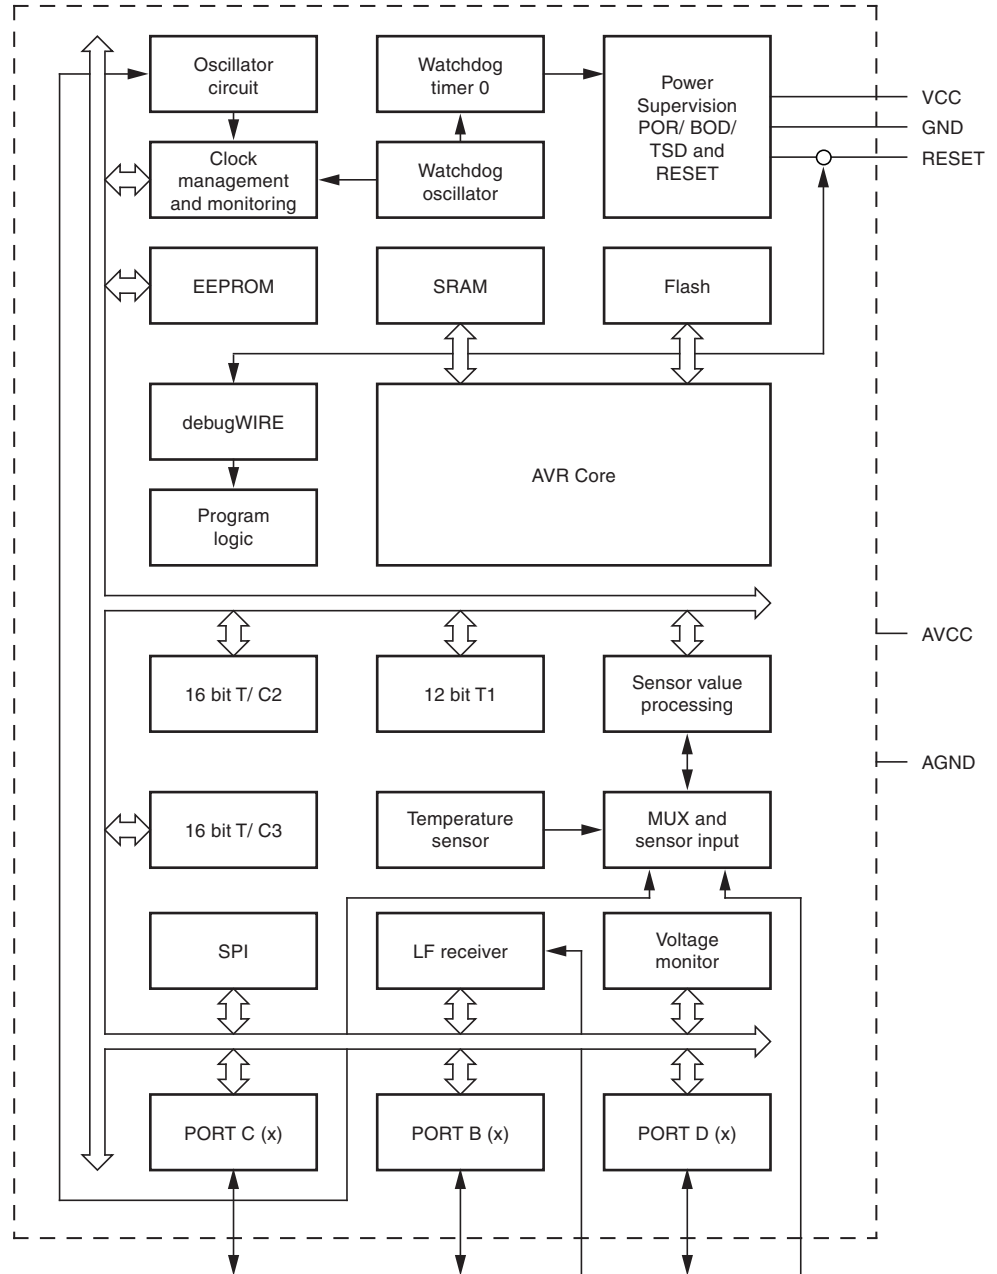 Oscillator
circuit
Watchdog
timer 0
Power
Supervision
POR/ BOD/
TSD and
RESET
VCC
GND
RESET
Clock
management
and monitoring
Watchdog
oscillator
EEPROM
SRAM
Flash
debugWIRE
AVR Core
Program
logic
AVCC
16 bit T/ C2
12 bit T1
Sensor value
processing
AGND
16 bit T/ C3
Temperature
sensor
MUX and
sensor input
SPI
LF receiver
Voltage
monitor
PORT C (x)
PORT B (x)
PORT D (x)